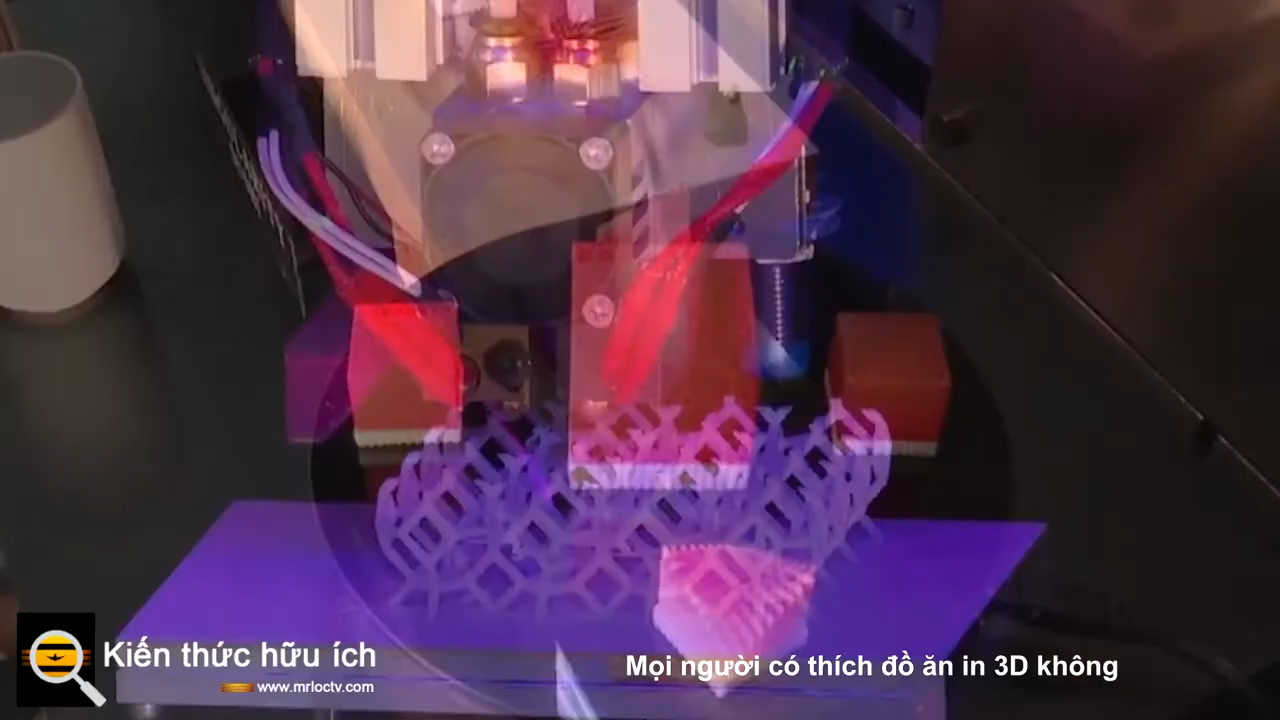 Kiến thức hữu ích
www.mrloctv.com
Mọi người có thích đồ ăn in 3D không